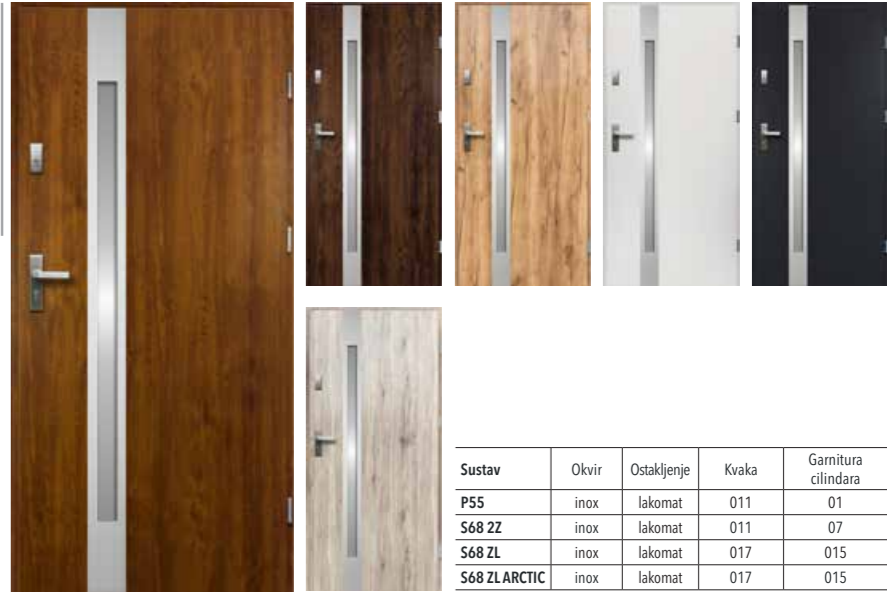 Sustav Okvir Ostakljenje Kvaka Garnitura cilindara
P55 inox lakomat 011 01
S68 2Z inox lakomat 011 07
S68 ZL inox lakomat 017 015
S68 ZL ARCTIC inox lakomat 017 015